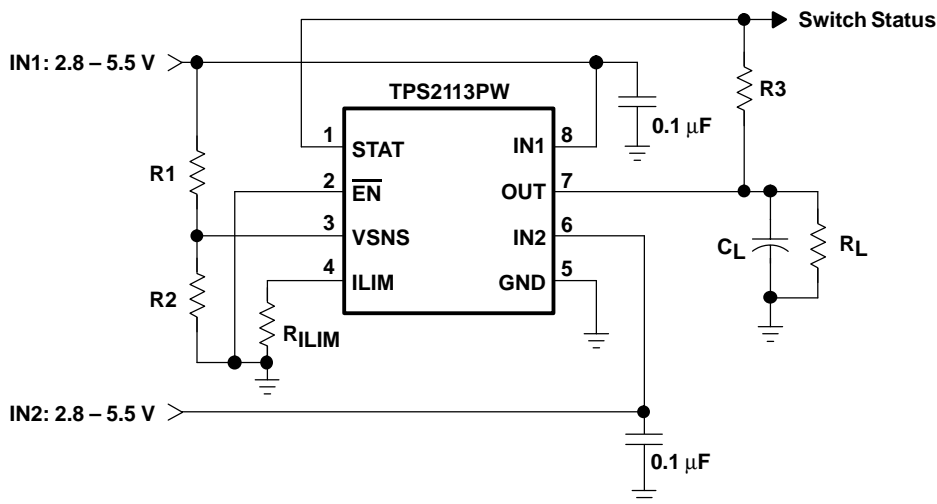 Switch Status
IN1: 2.8 – 5.5 V
R3
TPS2113PW
0.1 μF
1
STAT
IN1
8
R1
2
EN
OUT
7
3
VSNS
IN2
6
CL
RL
4
ILIM
GND
5
R2
RILIM
IN2: 2.8 – 5.5 V
0.1 μF